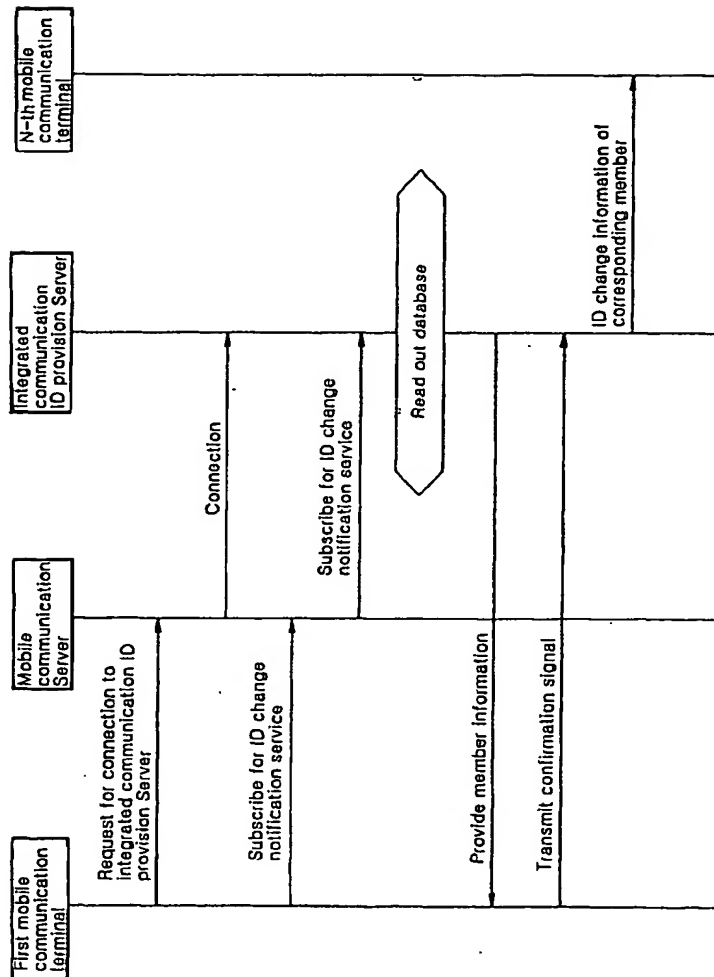 First mobile
communication
terminal
Mobile
communication
Server
Integrated
communication
ID provision Server
N-th mobile
communication
terminal
Request for connection to
integrated communication ID
provision Server
Connection
Subscribe for ID change
notification service
Subscribe for ID change
notification service
Read out database
Provide member information
Transmit confirmation signal
ID change information of
corresponding member